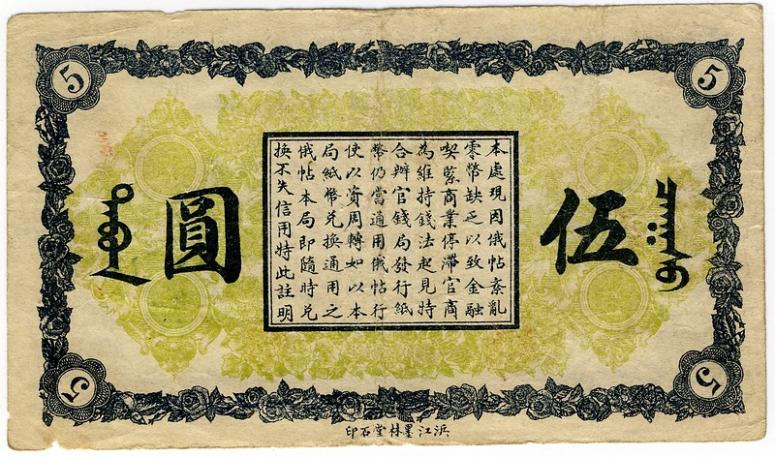 5
5
伍
圓
本處現因俄帖紊亂
零幣缺乏以致金融
喫緊商業停滯官商
為維持錢法起見特
合辦官錢局發行紙
幣仍當通用俄帖行
使以資周轉如以本
局紙幣兌換通用之
俄帖本局即隨時兌
換不失信用特此註明
5
5
浜江墨林堂石印